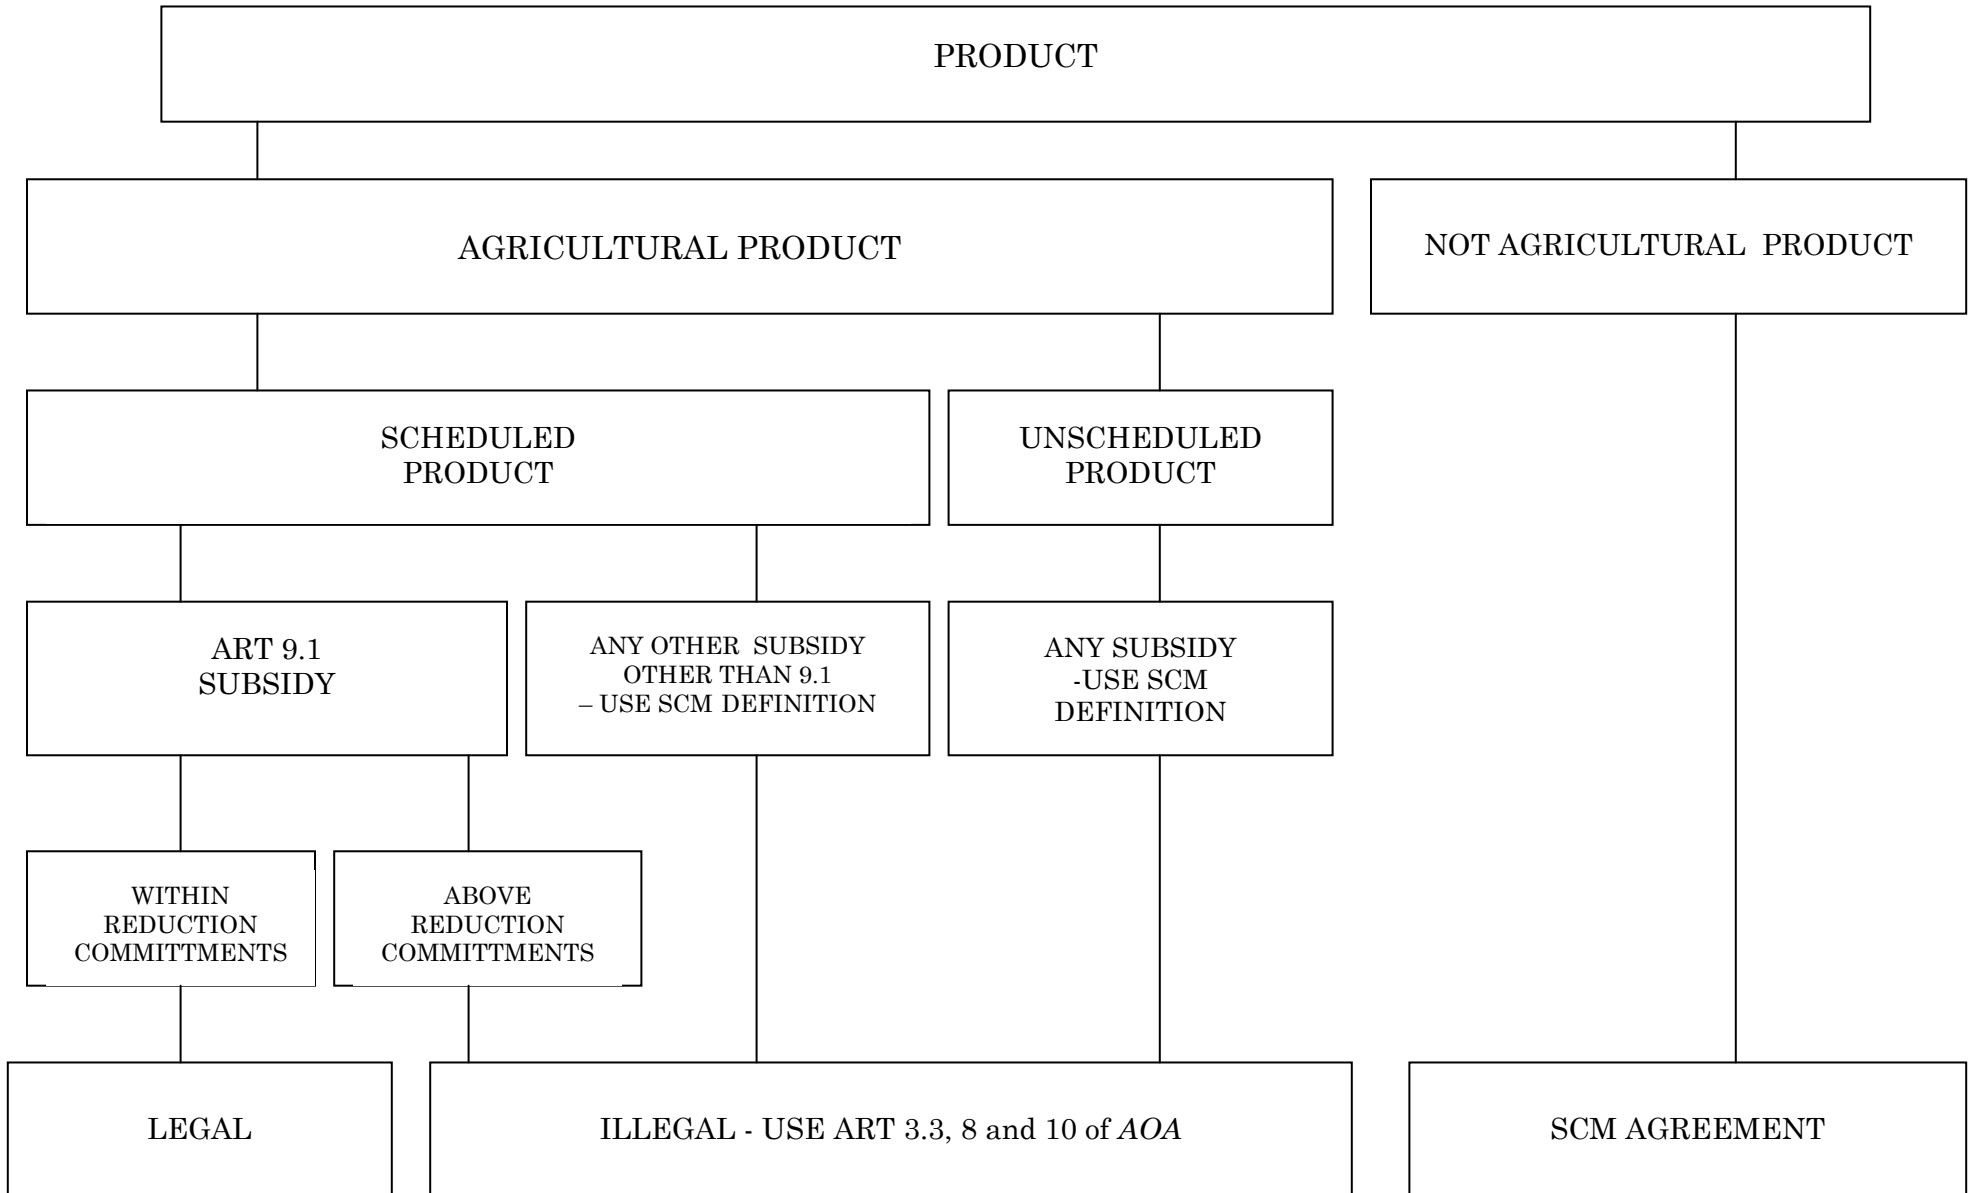 PRODUCT
AGRICULTURAL PRODUCT
NOT AGRICULTURAL PRODUCT
SCHEDULED
PRODUCT
UNSCHEDULED
PRODUCT
ART 9.1
SUBSIDY
ANY OTHER SUBSIDY
OTHER THAN 9.1
– USE SCM DEFINITION
ANY SUBSIDY
-USE SCM
DEFINITION
WITHIN
REDUCTION
COMMITTMENTS
ABOVE
REDUCTION
COMMITTMENTS
LEGAL
ILLEGAL - USE ART 3.3, 8 and 10 of AOA
SCM AGREEMENT